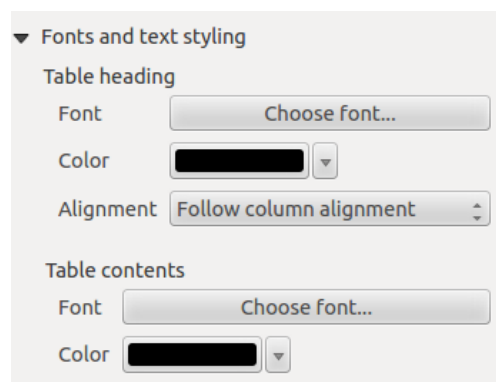 Fonts and text styling
Table heading
Font Choose font...
Color
Alignment Follow column alignment
Table contents
Font Choose font...
Color